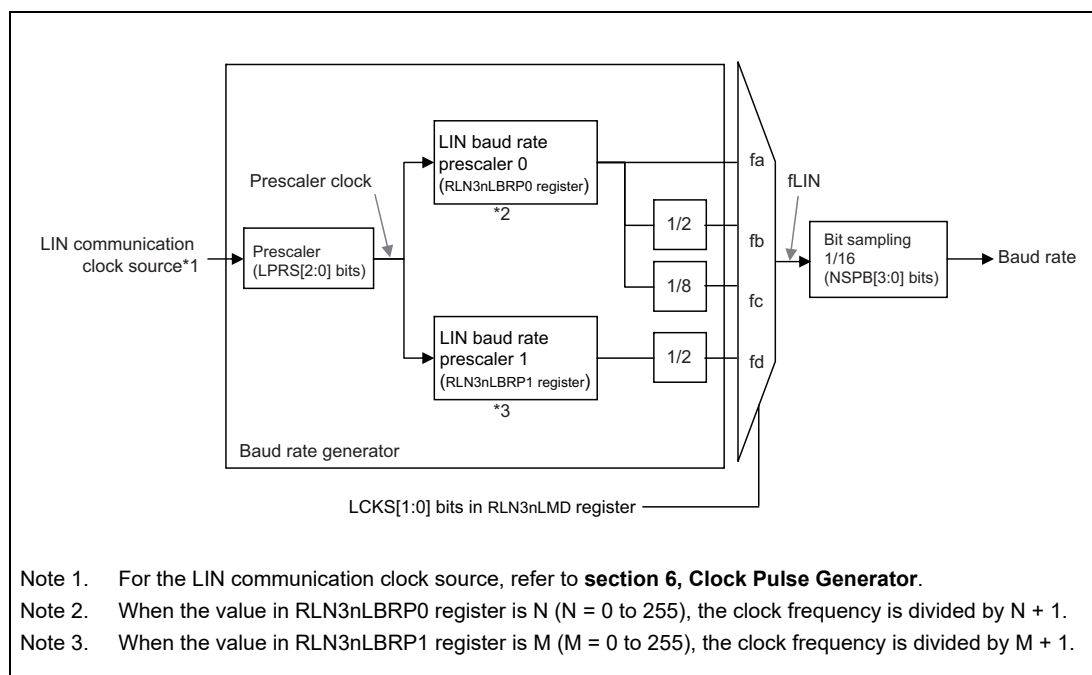 LIN baud rate
prescaler 0
(RLN3nLBRP0 register)
*2
Prescaler clock
fa
fLIN
1/2
fb
LIN communication
clock source*1
Prescaler
(LPRS[2:0] bits)
Bit sampling
1/16
(NSPB[3:0] bits)
Baud rate
1/8
fc
LIN baud rate
prescaler 1
(RLN3nLBRP1 register)
*3
1/2
fd
Baud rate generator
LCKS[1:0] bits in RLN3nLMD register
Note 1. For the LIN communication clock source, refer to section 6, Clock Pulse Generator.
Note 2. When the value in RLN3nLBRP0 register is N (N = 0 to 255), the clock frequency is divided by N + 1.
Note 3. When the value in RLN3nLBRP1 register is M (M = 0 to 255), the clock frequency is divided by M + 1.